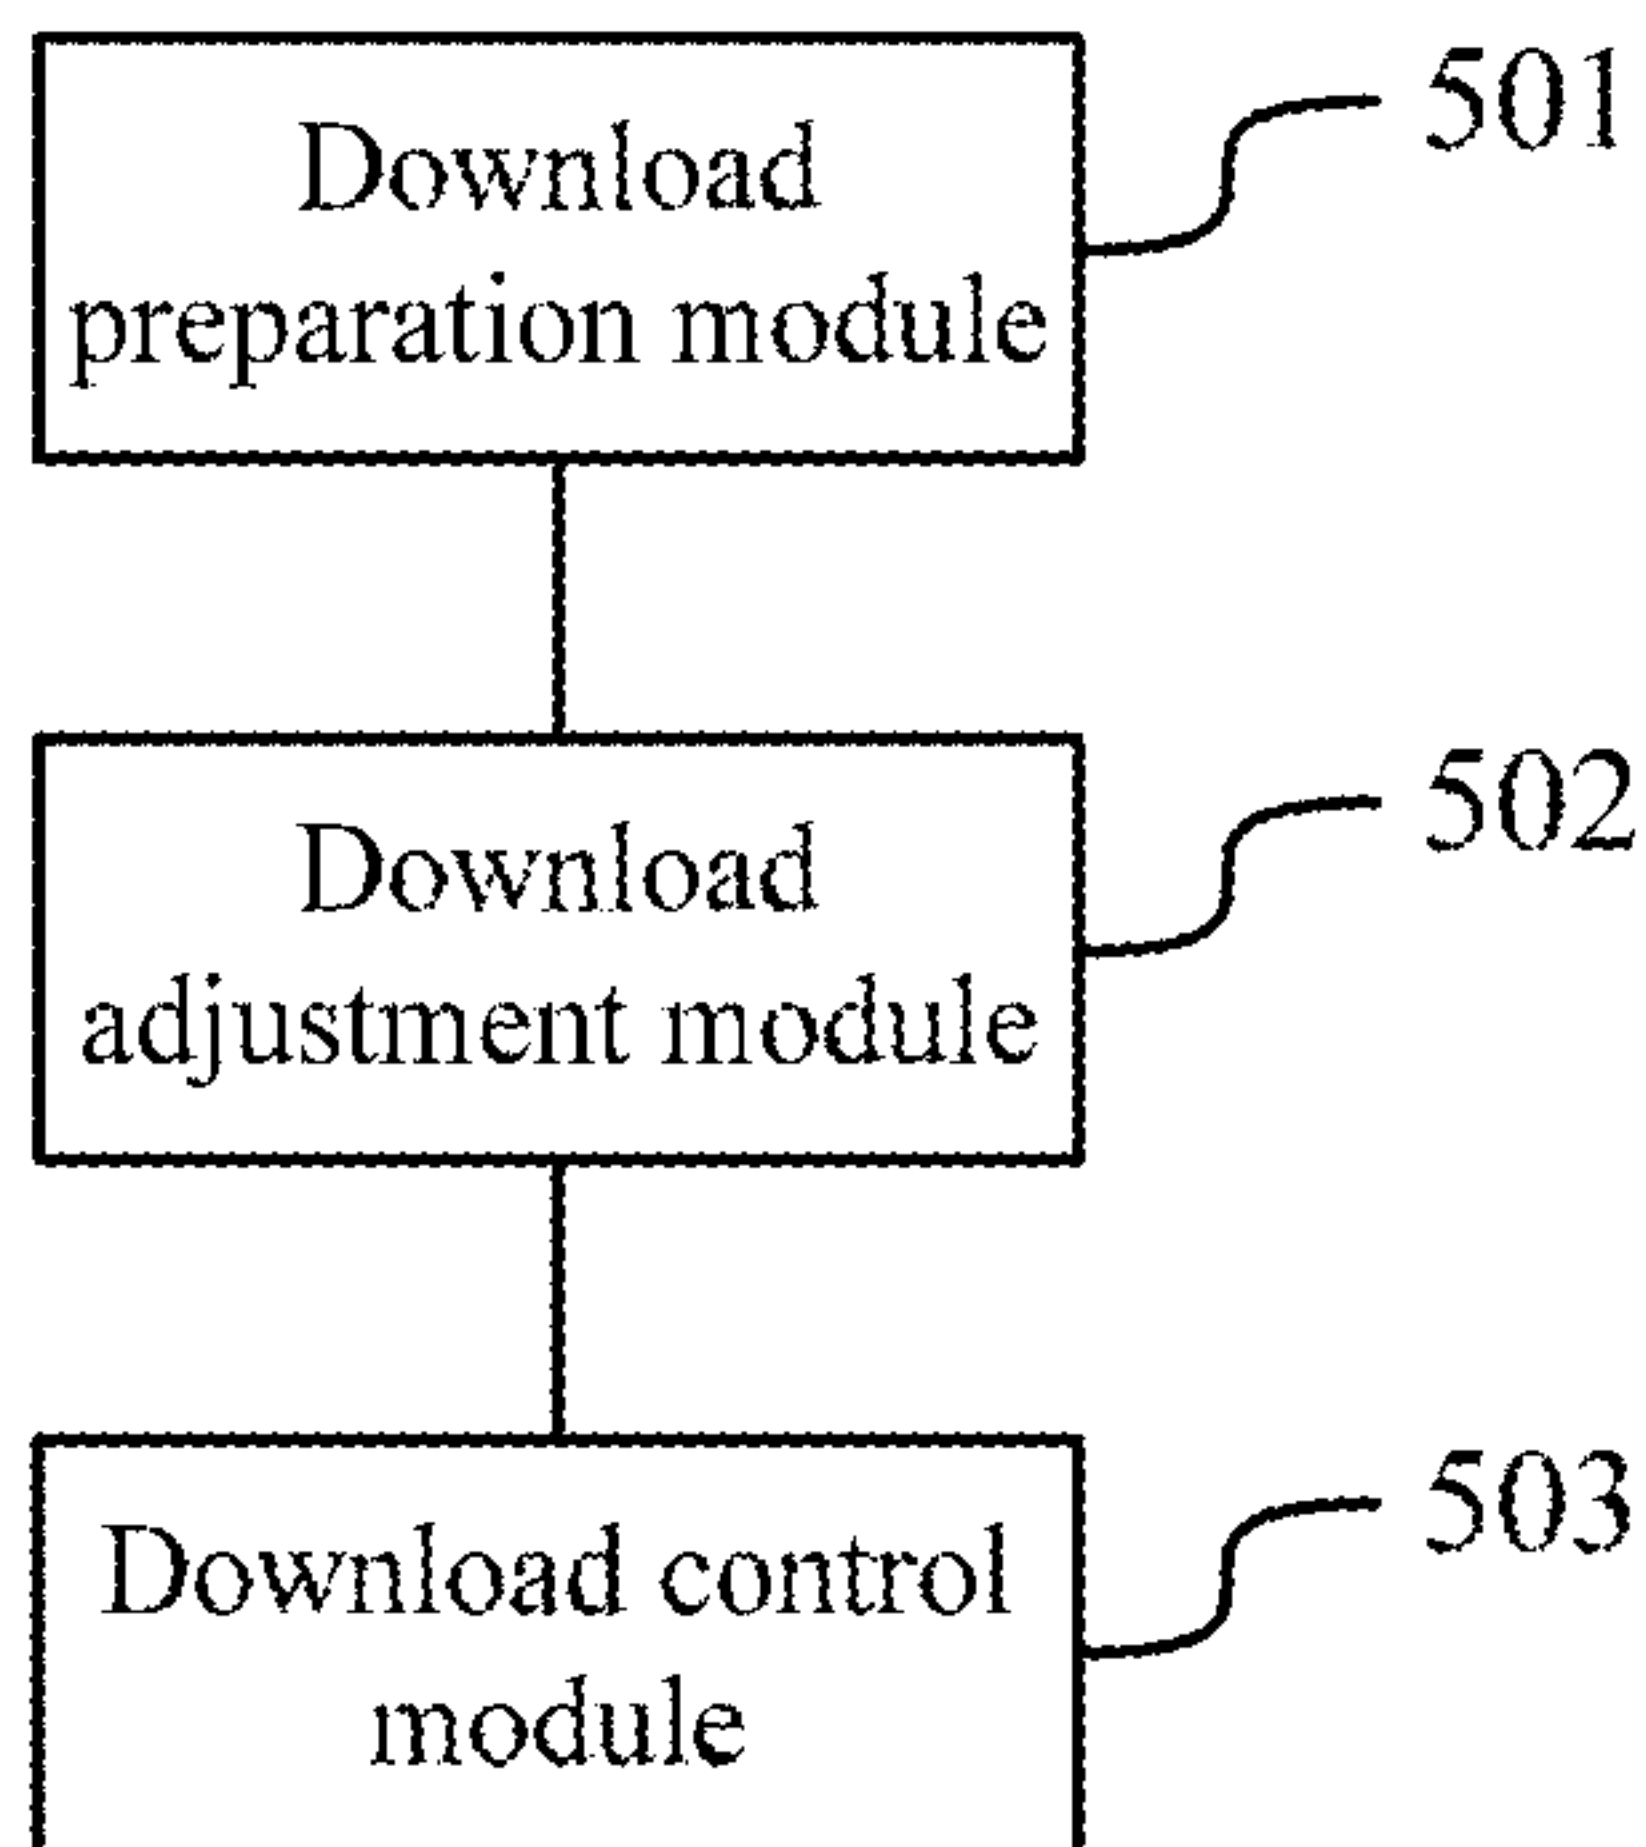 Download
preparation module
501
Download
adjustment module
502
Download control
module
503